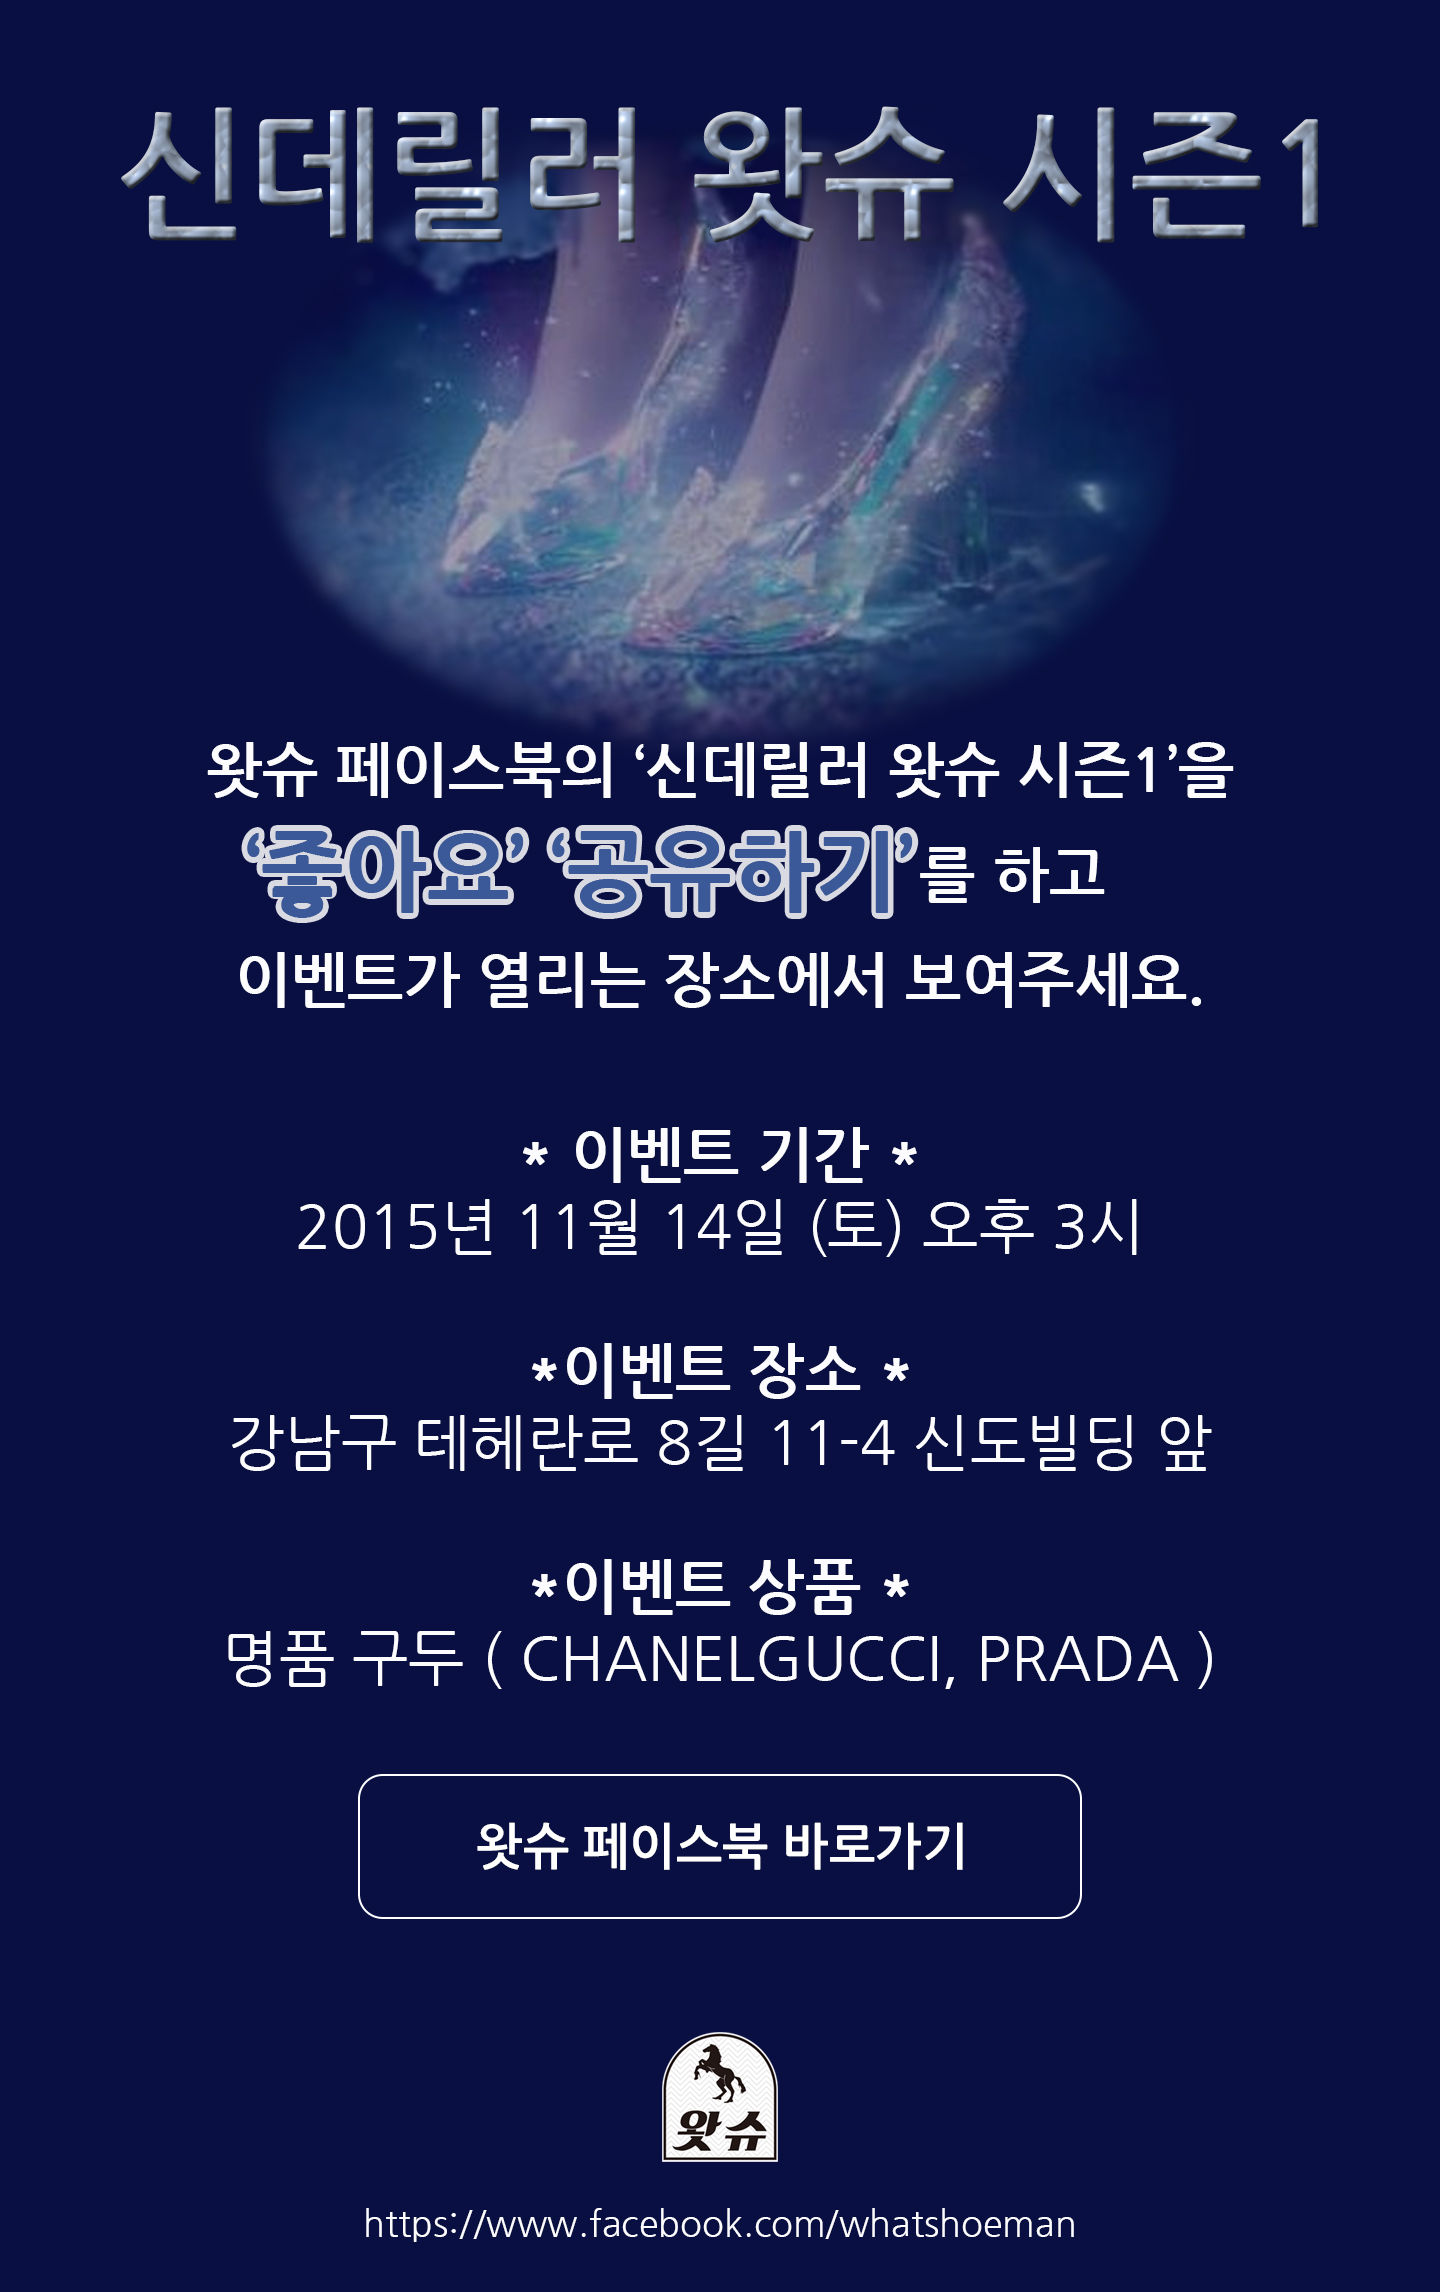 신데릴러 왓슈 시즌1
왓슈 페이스북의 ‘신데릴러 왓슈 시즌1’을
‘좋아요’ ‘공유하기’를 하고
이벤트가 열리는 장소에서 보여주세요.
* 이벤트 기간 *
2015년 11월 14일 (토) 오후 3시
*이벤트 장소 *
강남구 테헤란로 8길 11-4 신도빌딩 앞
*이벤트 상품 *
명품 구두 ( CHANELGUCCI, PRADA )
왓슈 페이스북 바로가기
왓슈
https://www.facebook.com/whatshoeman